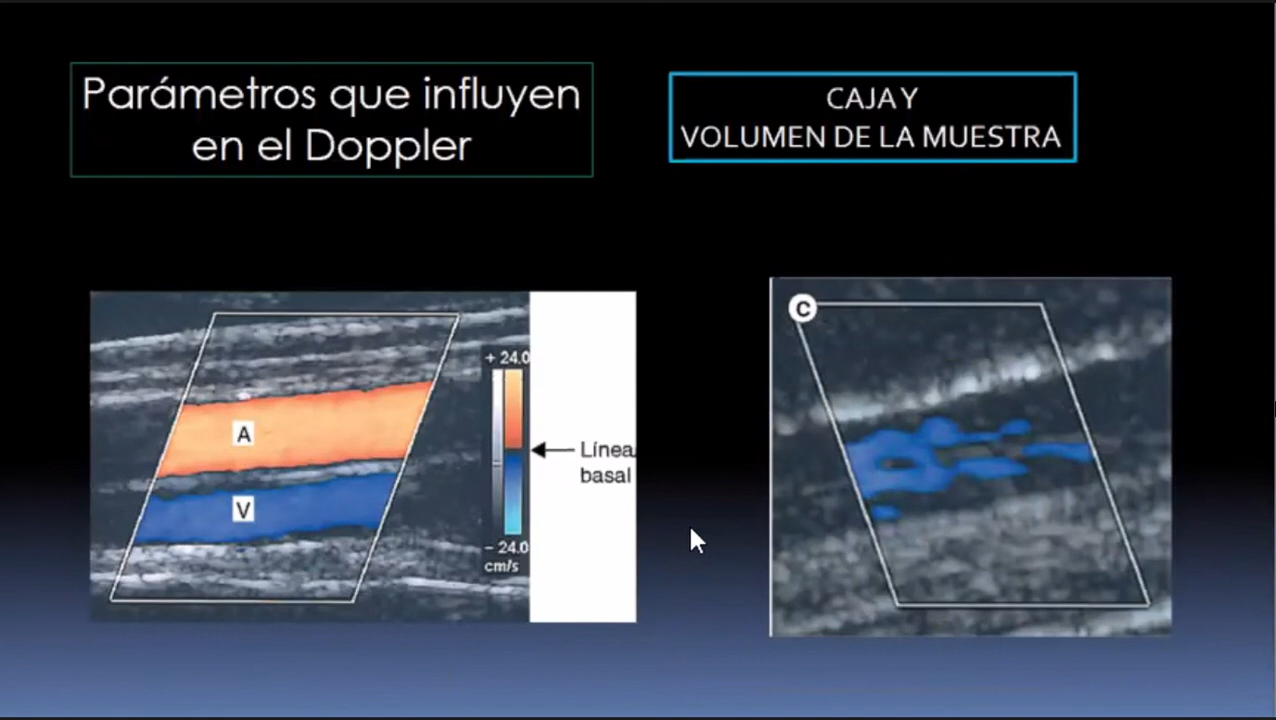 Parámetros que influyen
en el Doppler
CAJA Y
VOLUMEN DE LA MUESTRA
A
V
+ 24.0
Línea
basal
– 24.0
cm/s
C